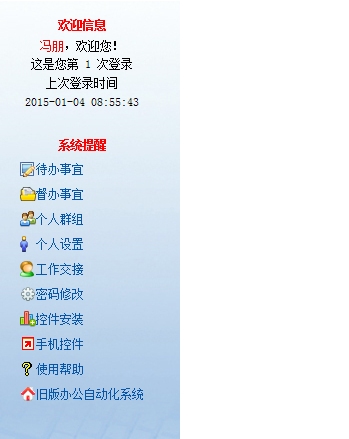 欢迎信息
冯朋，欢迎您！
这是您第 1 次登录
上次登录时间
2015-01-04 08:55:43
系统提醒
待办事宜
督办事宜
个人群组
个人设置
工作交接
密码修改
控件安装
手机控件
使用帮助
旧版办公自动化系统